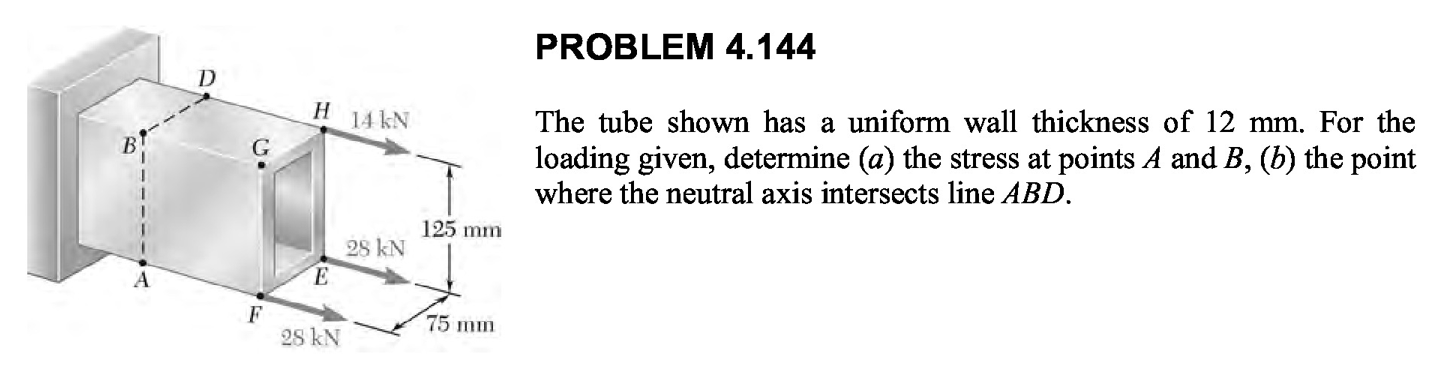 PROBLEM 4.144
The tube shown has a uniform wall thickness of 12 mm. For the
loading given, determine (a) the stress at points A and B, (b) the point
where the neutral axis intersects line ABD.
D
H
14 kN
B
G
125 mm
28 kN
A
E
F
75 mm
28 kN